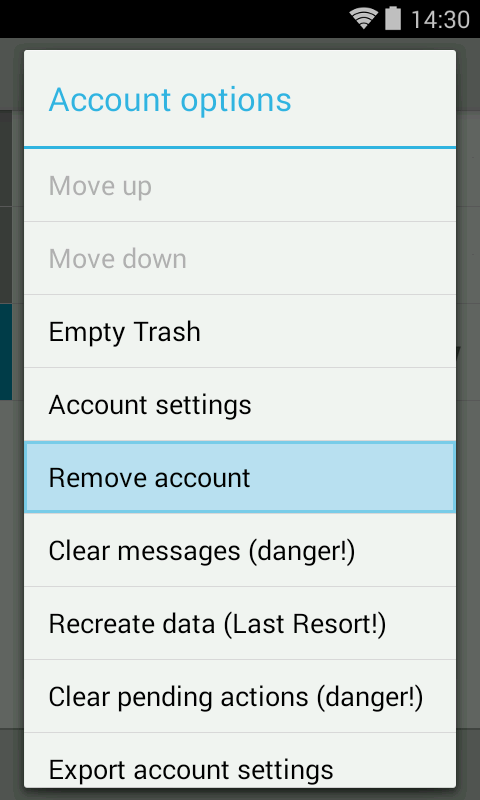 14:30
Account options
Move up
Move down
Empty Trash
Account settings
Remove account
Clear messages (danger!)
Recreate data (Last Resort!)
Clear pending actions (danger!)
Export account settings